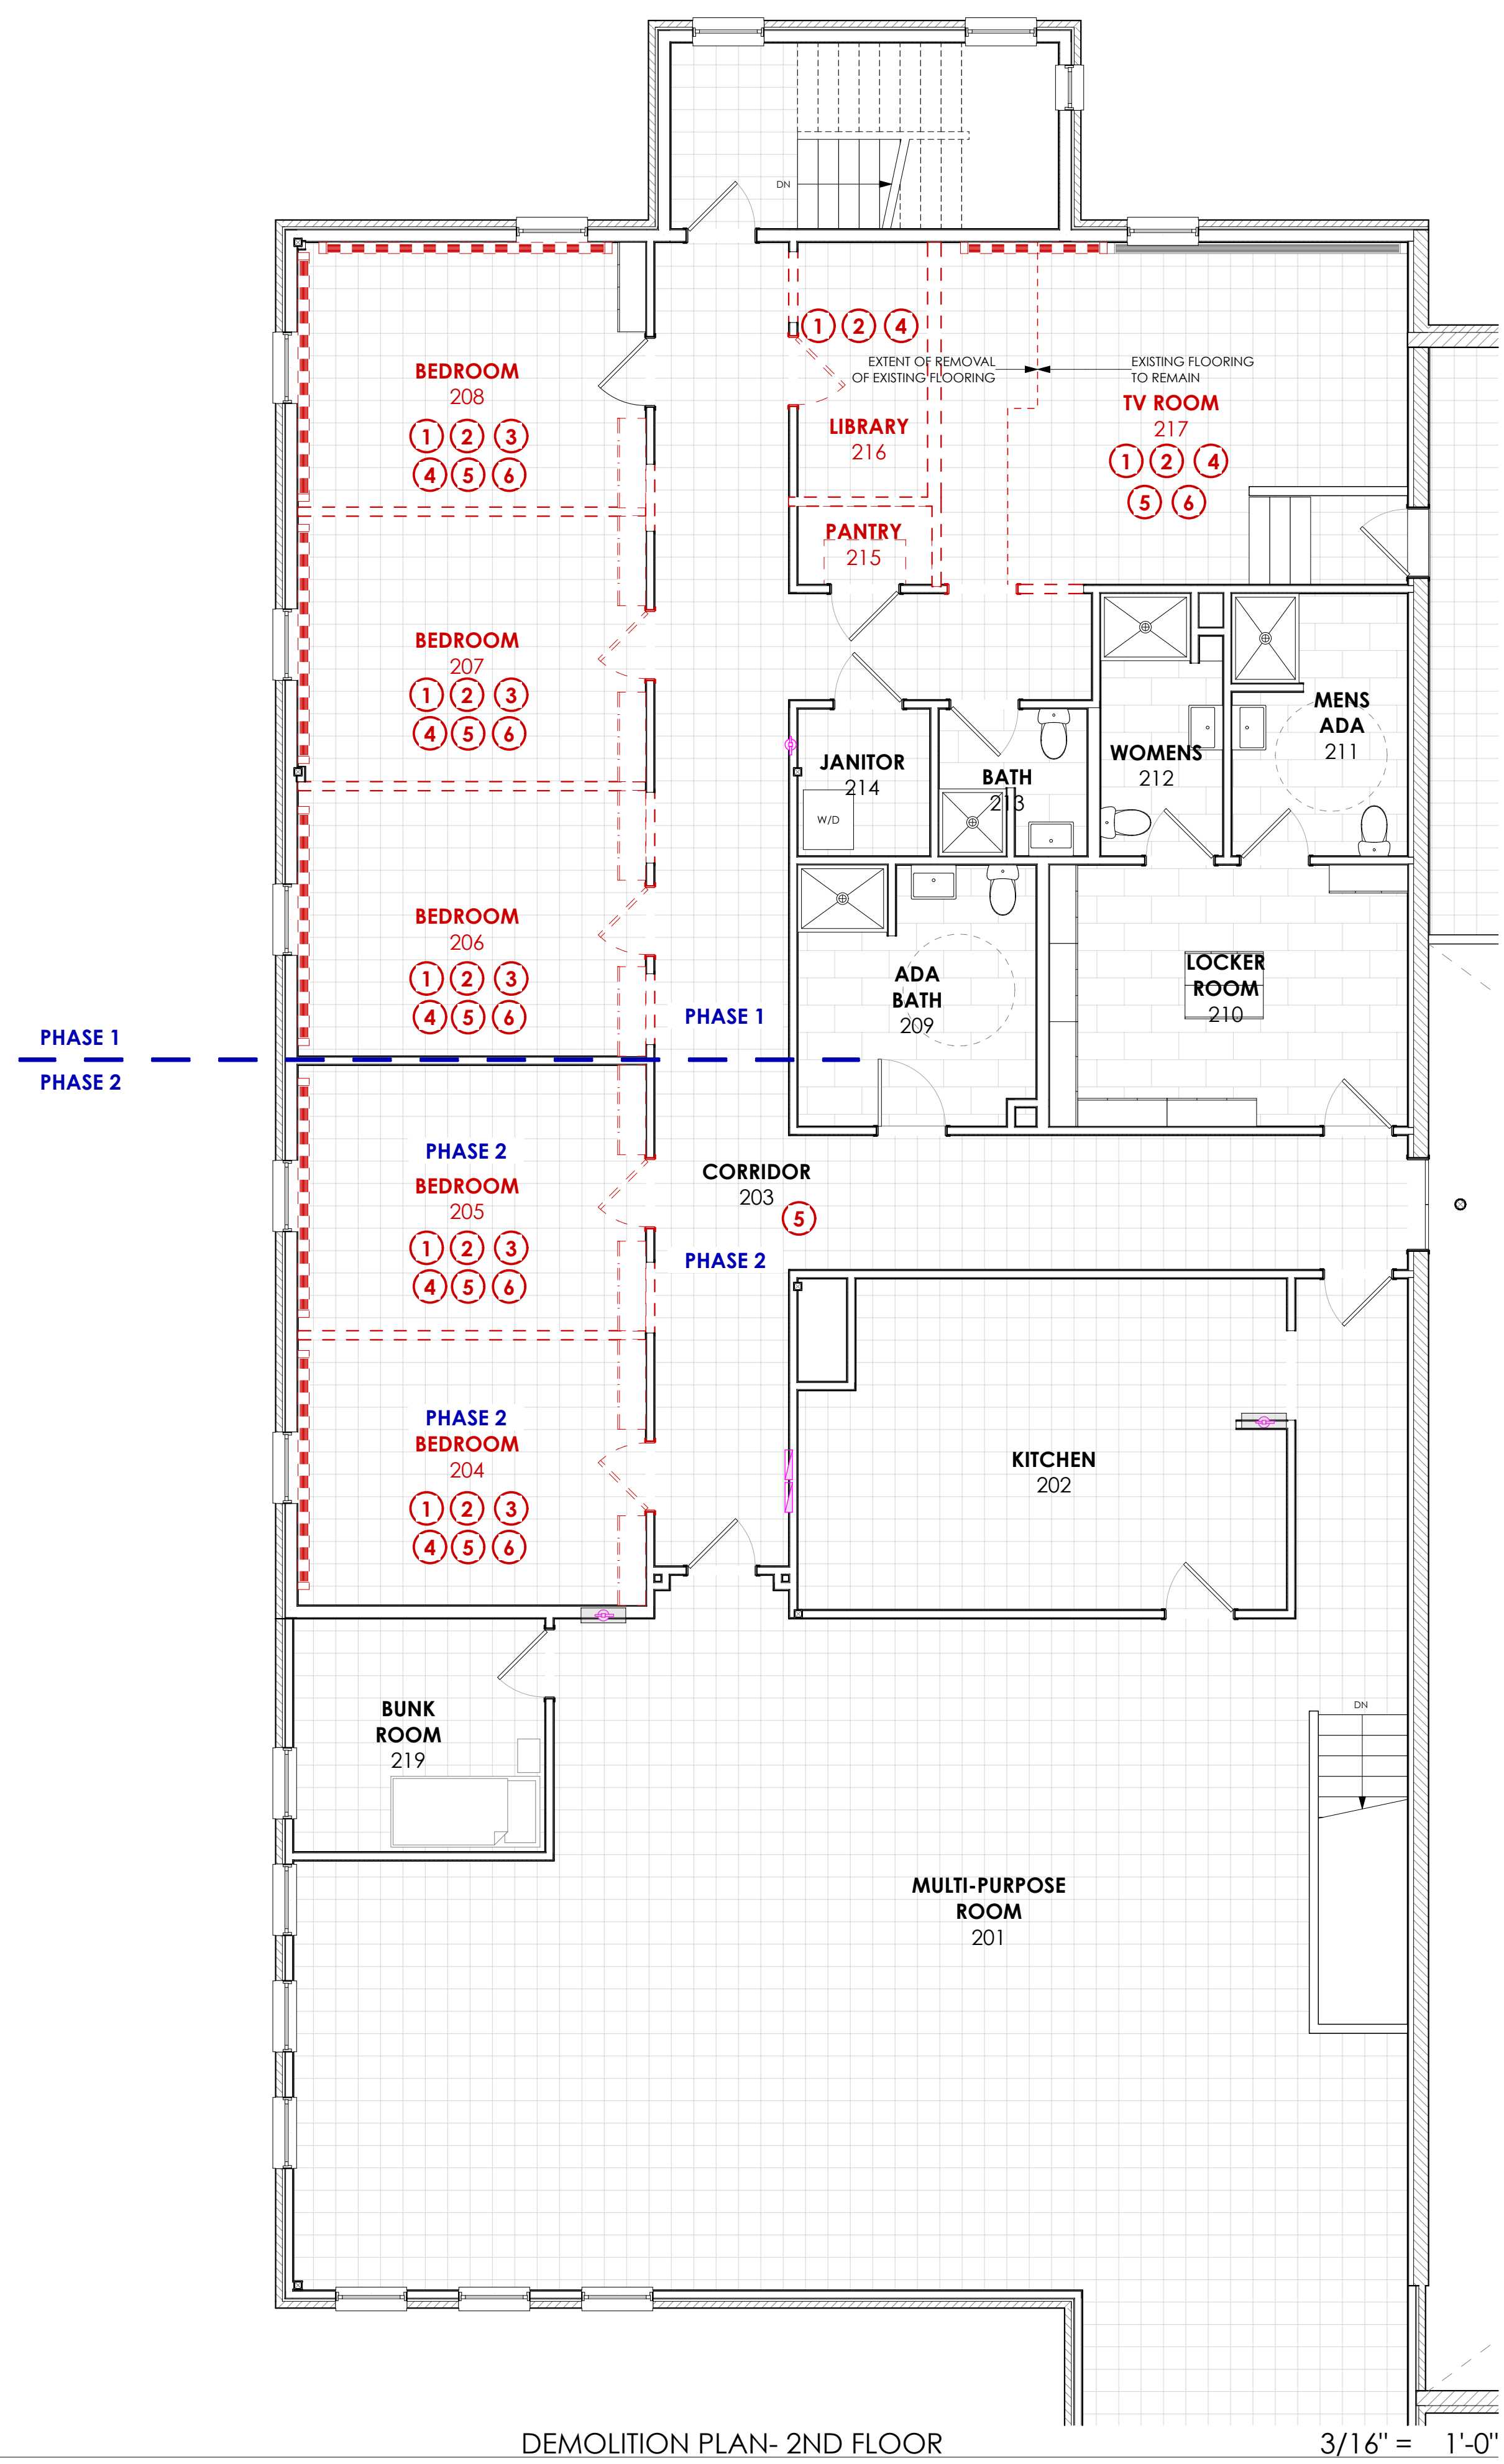 DN
1 2 4
EXTENT OF REMOVAL
OF EXISTING FLOORING
EXISTING FLOORING
TO REMAIN
BEDROOM
208
1 2 3
4 5 6
LIBRARY
216
TV ROOM
217
1 2 4
5 6
PANTRY
215
BEDROOM
207
1 2 3
4 5 6
JANITOR
214
W/D
BATH
213
WOMENS
212
MENS
ADA
211
BEDROOM
206
1 2 3
4 5 6
ADA
BATH
209
LOCKER
ROOM
210
PHASE 1
PHASE 1
PHASE 2
PHASE 2
BEDROOM
205
1 2 3
4 5 6
CORRIDOR
203
5
PHASE 2
PHASE 2
BEDROOM
204
1 2 3
4 5 6
KITCHEN
202
BUNK
ROOM
219
DN
MULTI-PURPOSE
ROOM
201
DEMOLITION PLAN- 2ND FLOOR 3/16" = 1'-0"